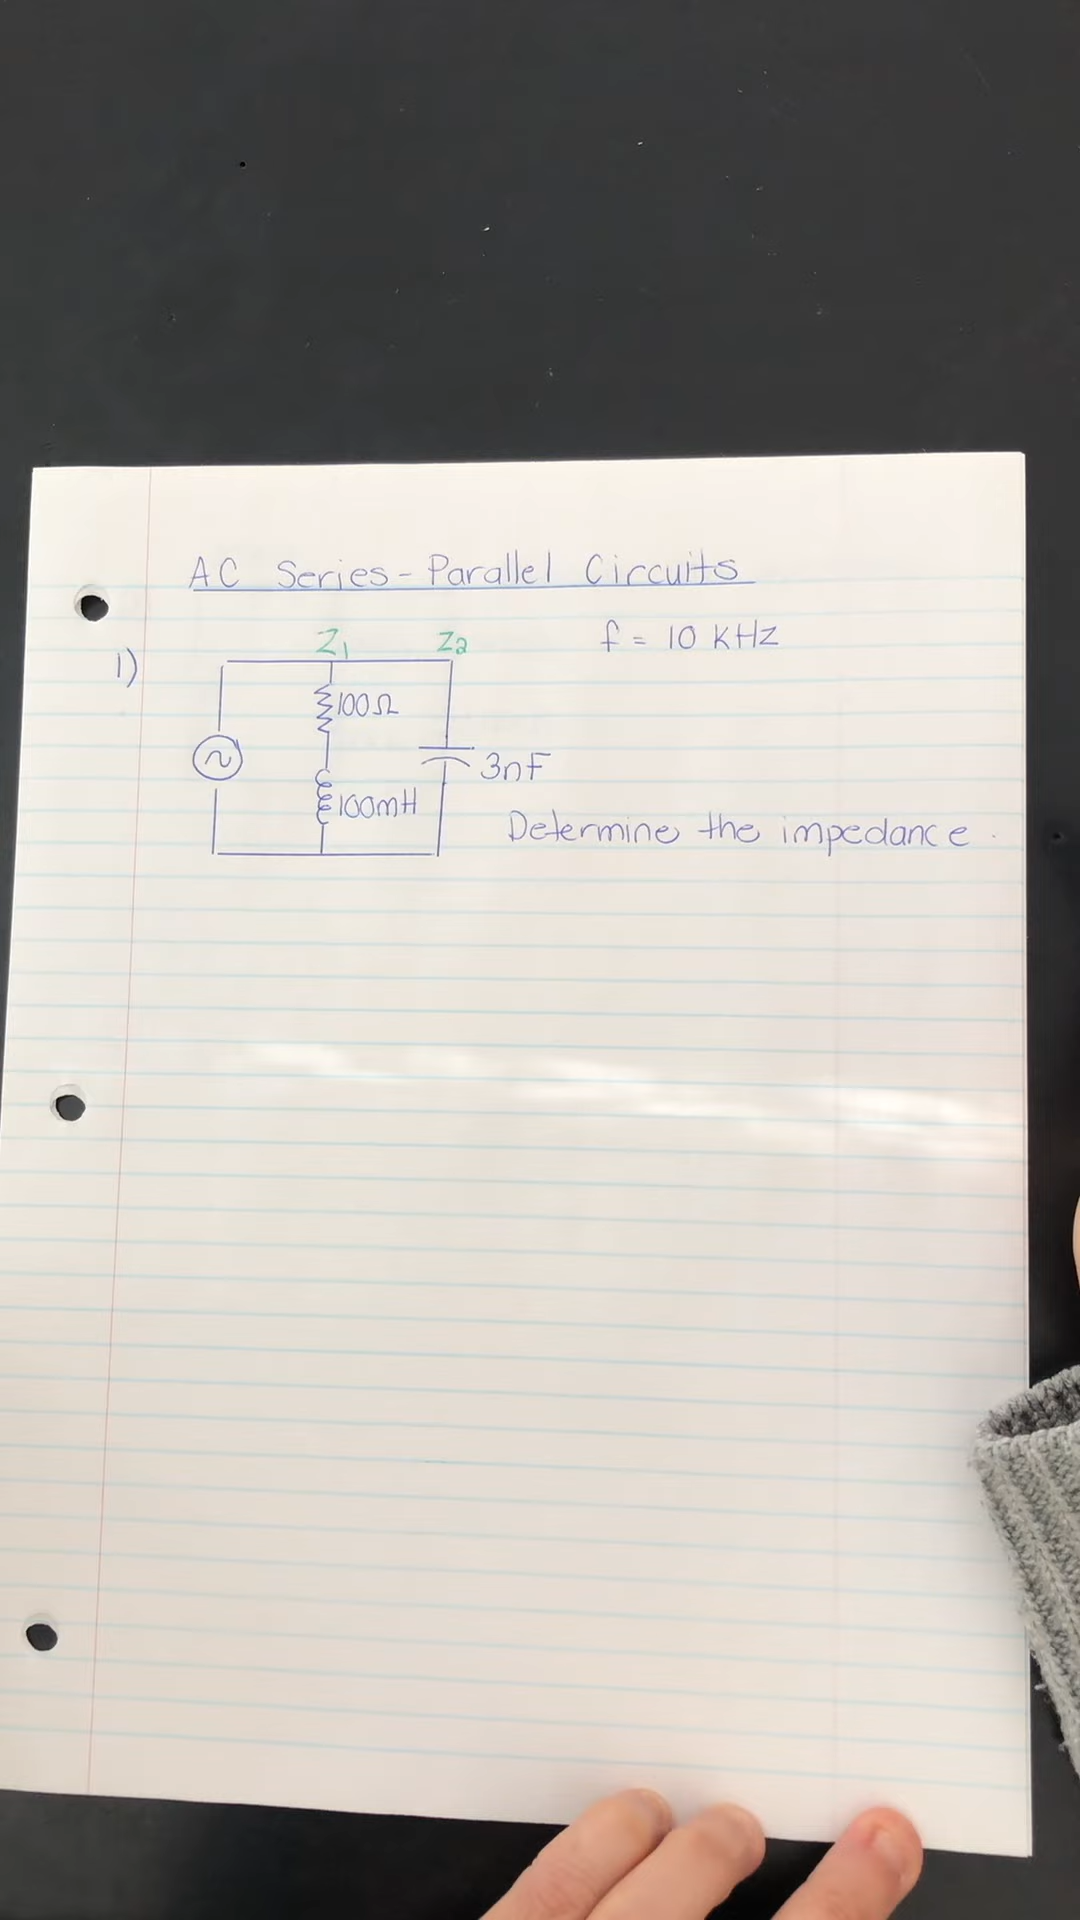 AC Series-Parallel Circuits
Z₁ Z₂ f = 10 KHz
1)
100Ω
3nF
100mH
Determine the impedance.